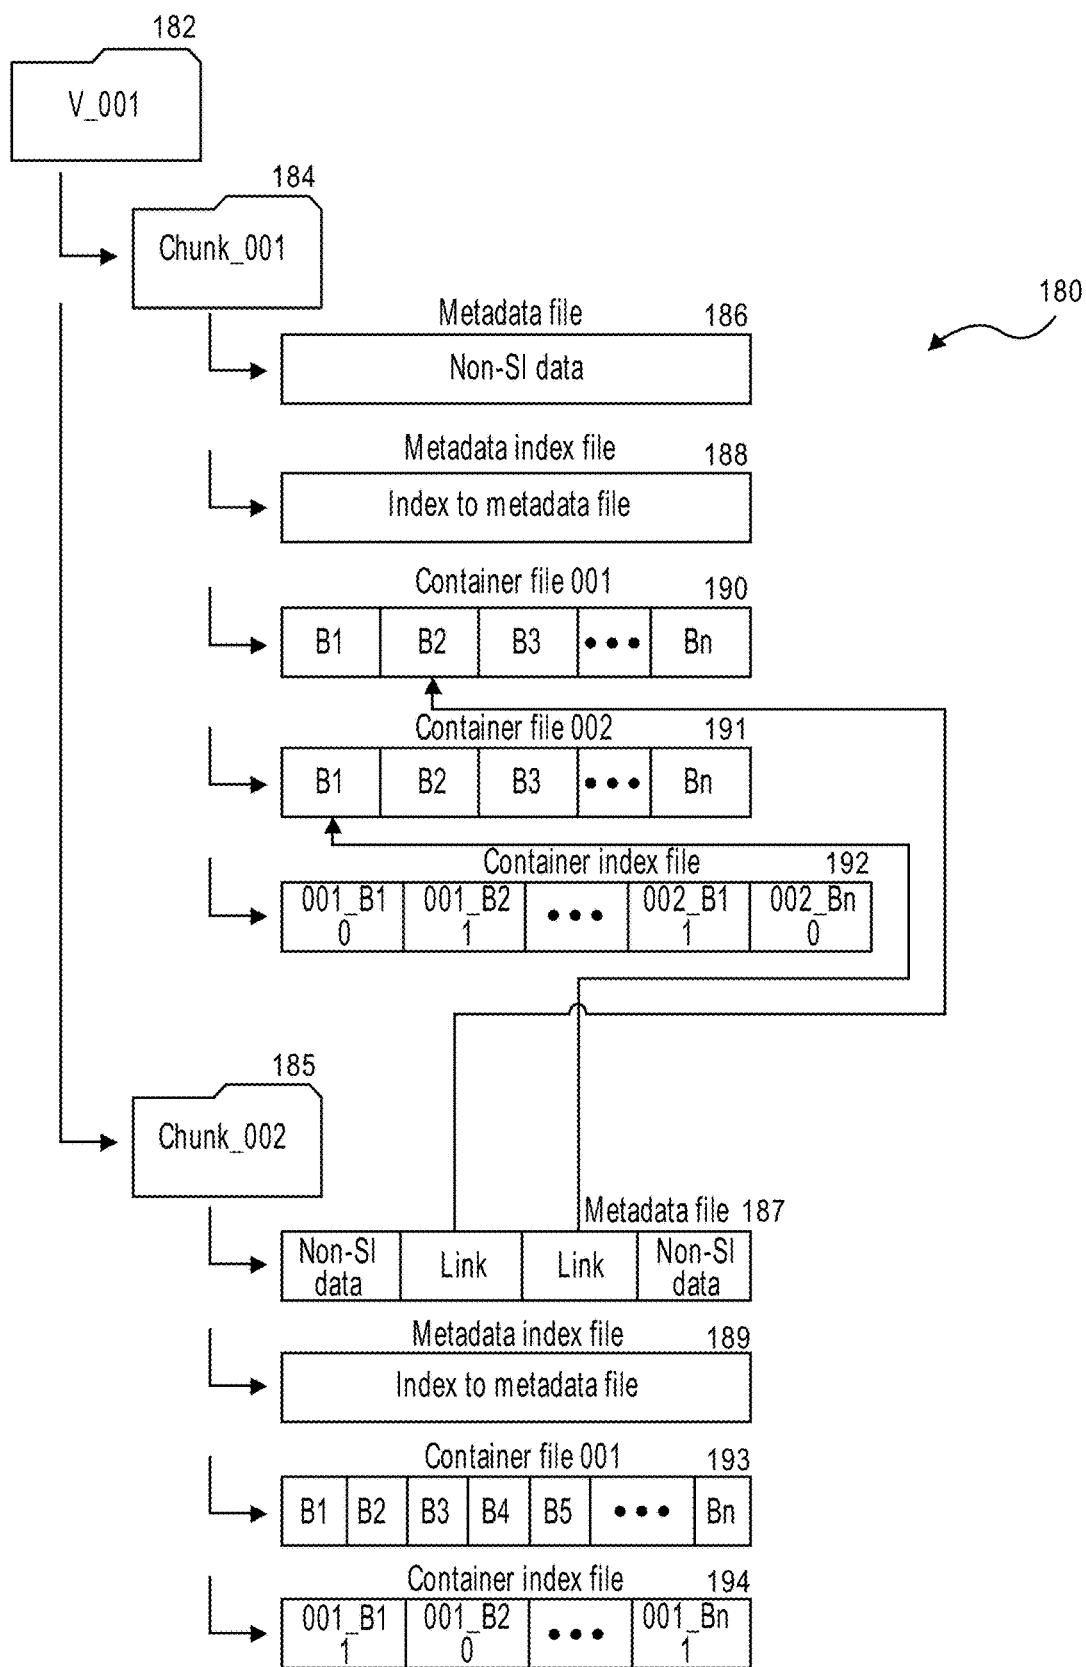 182
V_001
184
Chunk_001
180
Metadata file 186
Non-SI data
Metadata index file 188
Index to metadata file
Container file 001 190
B1 B2 B3 ••• Bn
Container file 002 191
B1 B2 B3 ••• Bn
Container index file 192
001_B1 001_B2 ••• 002_B1 002_Bn
0 1 1 0
185
Chunk_002
Metadata file 187
Non-SI Link Link Non-SI
data data
Metadata index file 189
Index to metadata file
Container file 001 193
B1 B2 B3 B4 B5 ••• Bn
Container index file 194
001_B1 001_B2 ••• 001_Bn
1 0 1